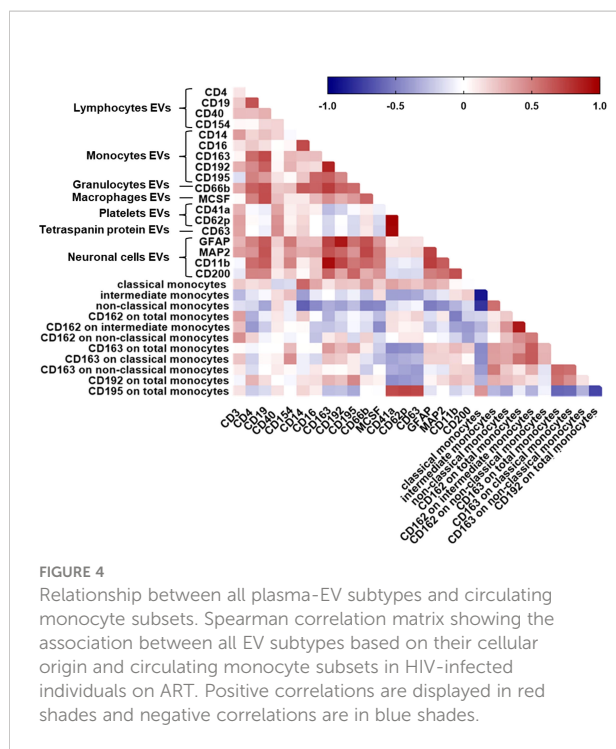 -1.0 -0.5 0 0.5 1.0
Lymphocytes EVs
Monocytes EVs
Granulocytes EVs
Macrophages EVs
Platelets EVs
Tetraspanin protein EVs
Neuronal cells EVs
CD4
CD19
CD40
CD154
CD14
CD16
CD163
CD192
CD195
CD66b
MCSF
CD41a
CD62p
CD63
GFAP
MAP2
CD11b
CD200
classical monocytes
intermediate monocytes
non-classical monocytes
CD162 on total monocytes
CD162 on intermediate monocytes
CD162 on non-classical monocytes
CD163 on total monocytes
CD163 on classical monocytes
CD163 on non-classical monocytes
CD192 on total monocytes
CD195 on total monocytes
CD3
CD4
CD19
CD40
CD154
CD14
CD16
CD163
CD192
CD195
CD66b
MCSF
CD41a
CD62p
CD63
GFAP
MAP2
CD11b
CD200
classical monocytes
intermediate monocytes
non-classical monocytes
CD162 on total monocytes
CD162 on intermediate monocytes
CD162 on non-classical monocytes
CD163 on total monocytes
CD163 on classical monocytes
CD163 on non-classical monocytes
CD192 on total monocytes
FIGURE 4
Relationship between all plasma-EV subtypes and circulating
monocyte subsets. Spearman correlation matrix showing the
association between all EV subtypes based on their cellular
origin and circulating monocyte subsets in HIV-infected
individuals on ART. Positive correlations are displayed in red
shades and negative correlations are in blue shades.